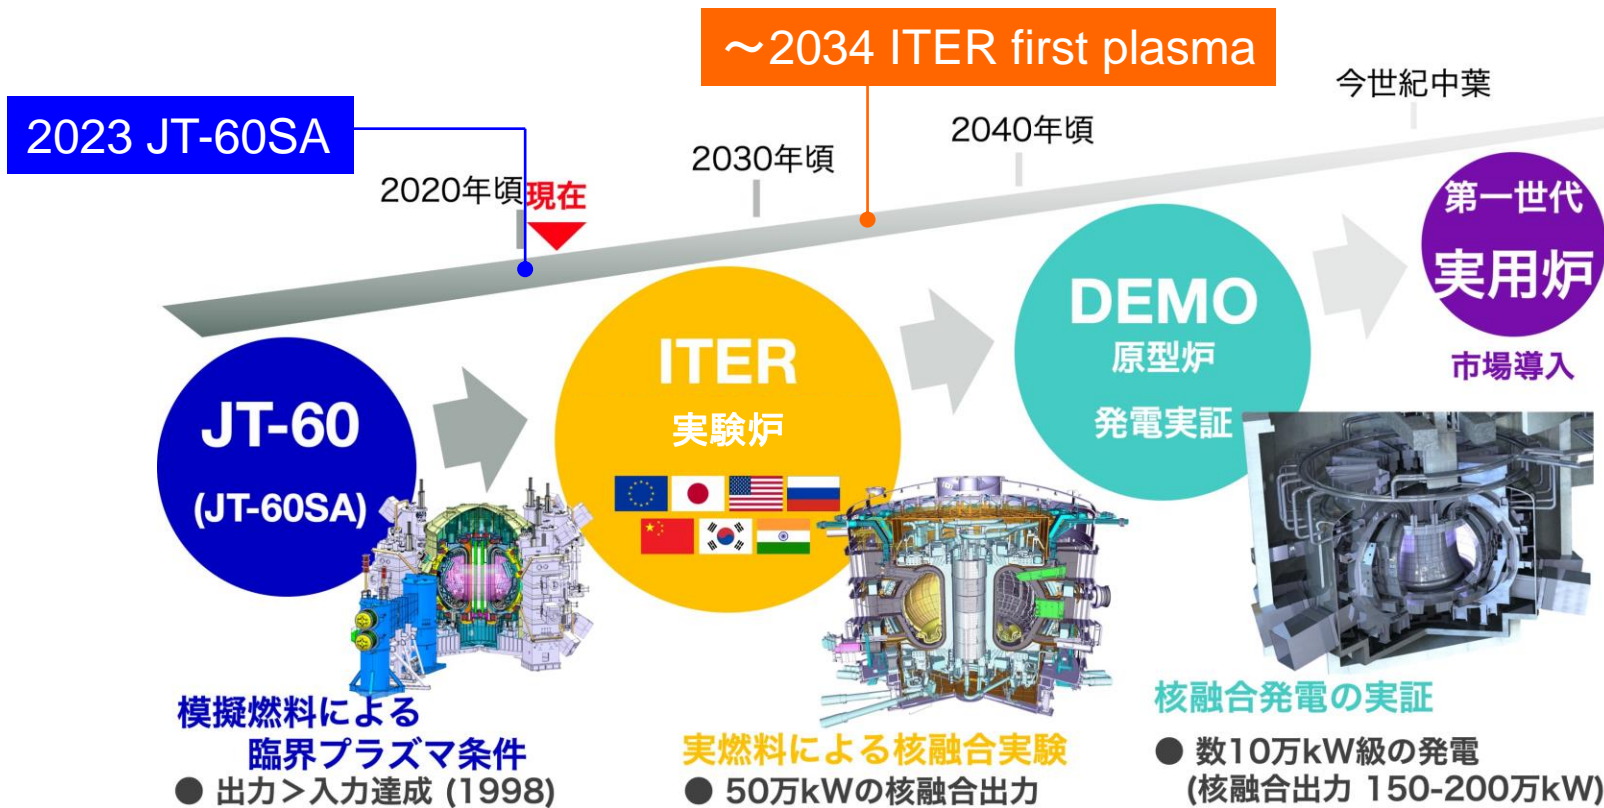 ～2034 ITER first plasma
2023 JT-60SA
2020年頃
現在
2030年頃
2040年頃
今世紀中葉
JT-60
(JT-60SA)
ITER
実験炉
DEMO
原型炉
発電実証
第一世代
実用炉
市場導入
模擬燃料による
臨界プラズマ条件
● 出力＞入力達成 (1998)
実燃料による核融合実験
● 50万kWの核融合出力
核融合発電の実証
● 数10万kW級の発電
(核融合出力 150-200万kW)